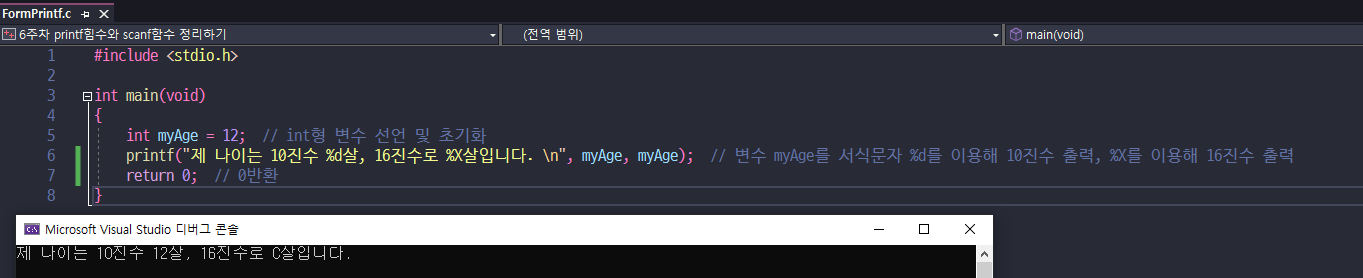 FormPrintf.c
6주차 printf힘수와 scanf함수 정리하기 (전역 범위) main(void)
1 #include <stdio.h>
2
3 int main(void)
4 {
5 int myAge = 12; // int형 변수 선언 및 초기화
6 printf("제 나이는 10진수 %d살, 16진수로 %X살입니다. \n", myAge, myAge); // 변수 myAge를 서식문자 %d를 이용해 10진수 출력, %X를 이용해 16진수 출력
7 return 0; // 0반환
8 }
C:\ Microsoft Visual Studio 디버그 콘솔
제 나이는 10진수 12살, 16진수로 C살입니다.